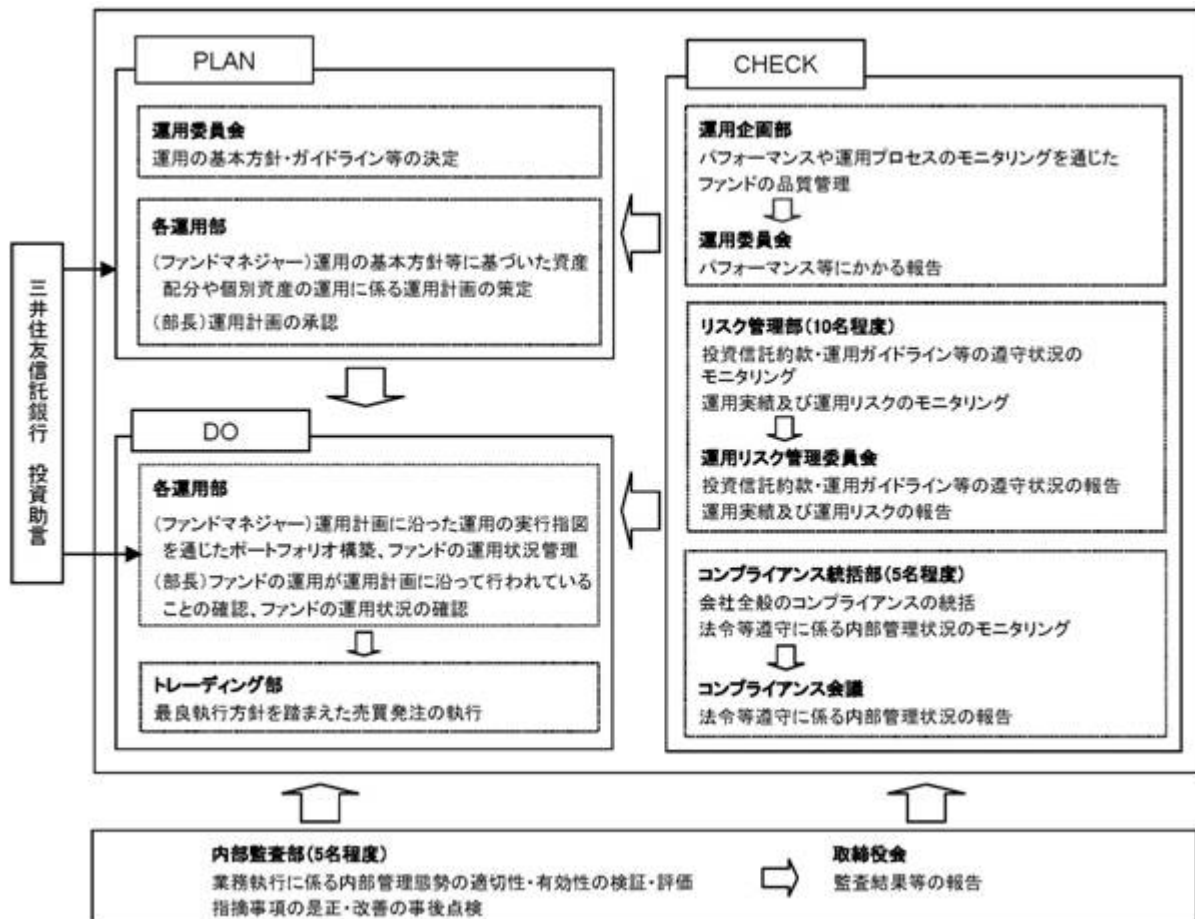 PLAN
運用委員会
運用の基本方針・ガイドライン等の決定
各運用部
(ファンドマネジャー)運用の基本方針等に基づいた資産
配分や個別資産の運用に係る運用計画の策定
(部長)運用計画の承認
三井住友信託銀行 投資助言
DO
各運用部
(ファンドマネジャー)運用計画に沿った運用の実行指図
を通じたポートフォリオ構築、ファンドの運用状況管理
(部長)ファンドの運用が運用計画に沿って行われている
ことの確認、ファンドの運用状況の確認
トレーディング部
最良執行方針を踏まえた売買発注の執行
CHECK
運用企画部
パフォーマンスや運用プロセスのモニタリングを通じた
ファンドの品質管理
運用委員会
パフォーマンス等にかかる報告
リスク管理部(10名程度)
投資信託約款・運用ガイドライン等の遵守状況の
モニタリング
運用実績及び運用リスクのモニタリング
運用リスク管理委員会
投資信託約款・運用ガイドライン等の遵守状況の報告
運用実績及び運用リスクの報告
コンプライアンス統括部(5名程度)
会社全般のコンプライアンスの統括
法令等遵守に係る内部管理状況のモニタリング
コンプライアンス会議
法令等遵守に係る内部管理状況の報告
内部監査部(5名程度)
業務執行に係る内部管理態勢の適切性・有効性の検証・評価
指摘事項の是正・改善の事後点検
取締役会
監査結果等の報告